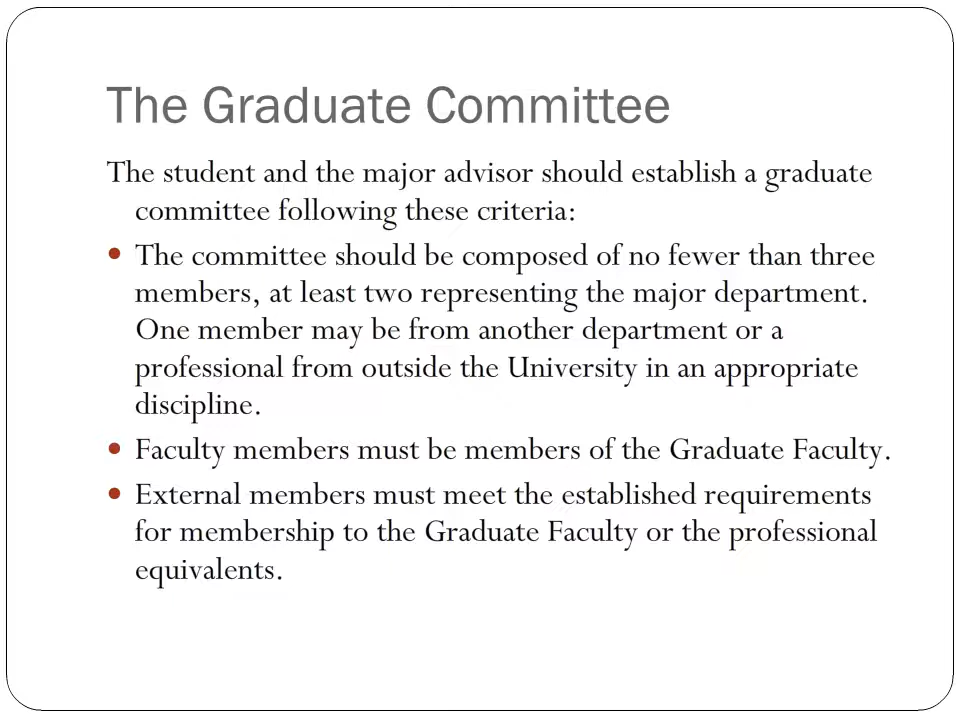 The Graduate Committee
The student and the major advisor should establish a graduate
committee following these criteria:
• The committee should be composed of no fewer than three
members, at least two representing the major department.
One member may be from another department or a
professional from outside the University in an appropriate
discipline.
• Faculty members must be members of the Graduate Faculty.
• External members must meet the established requirements
for membership to the Graduate Faculty or the professional
equivalents.